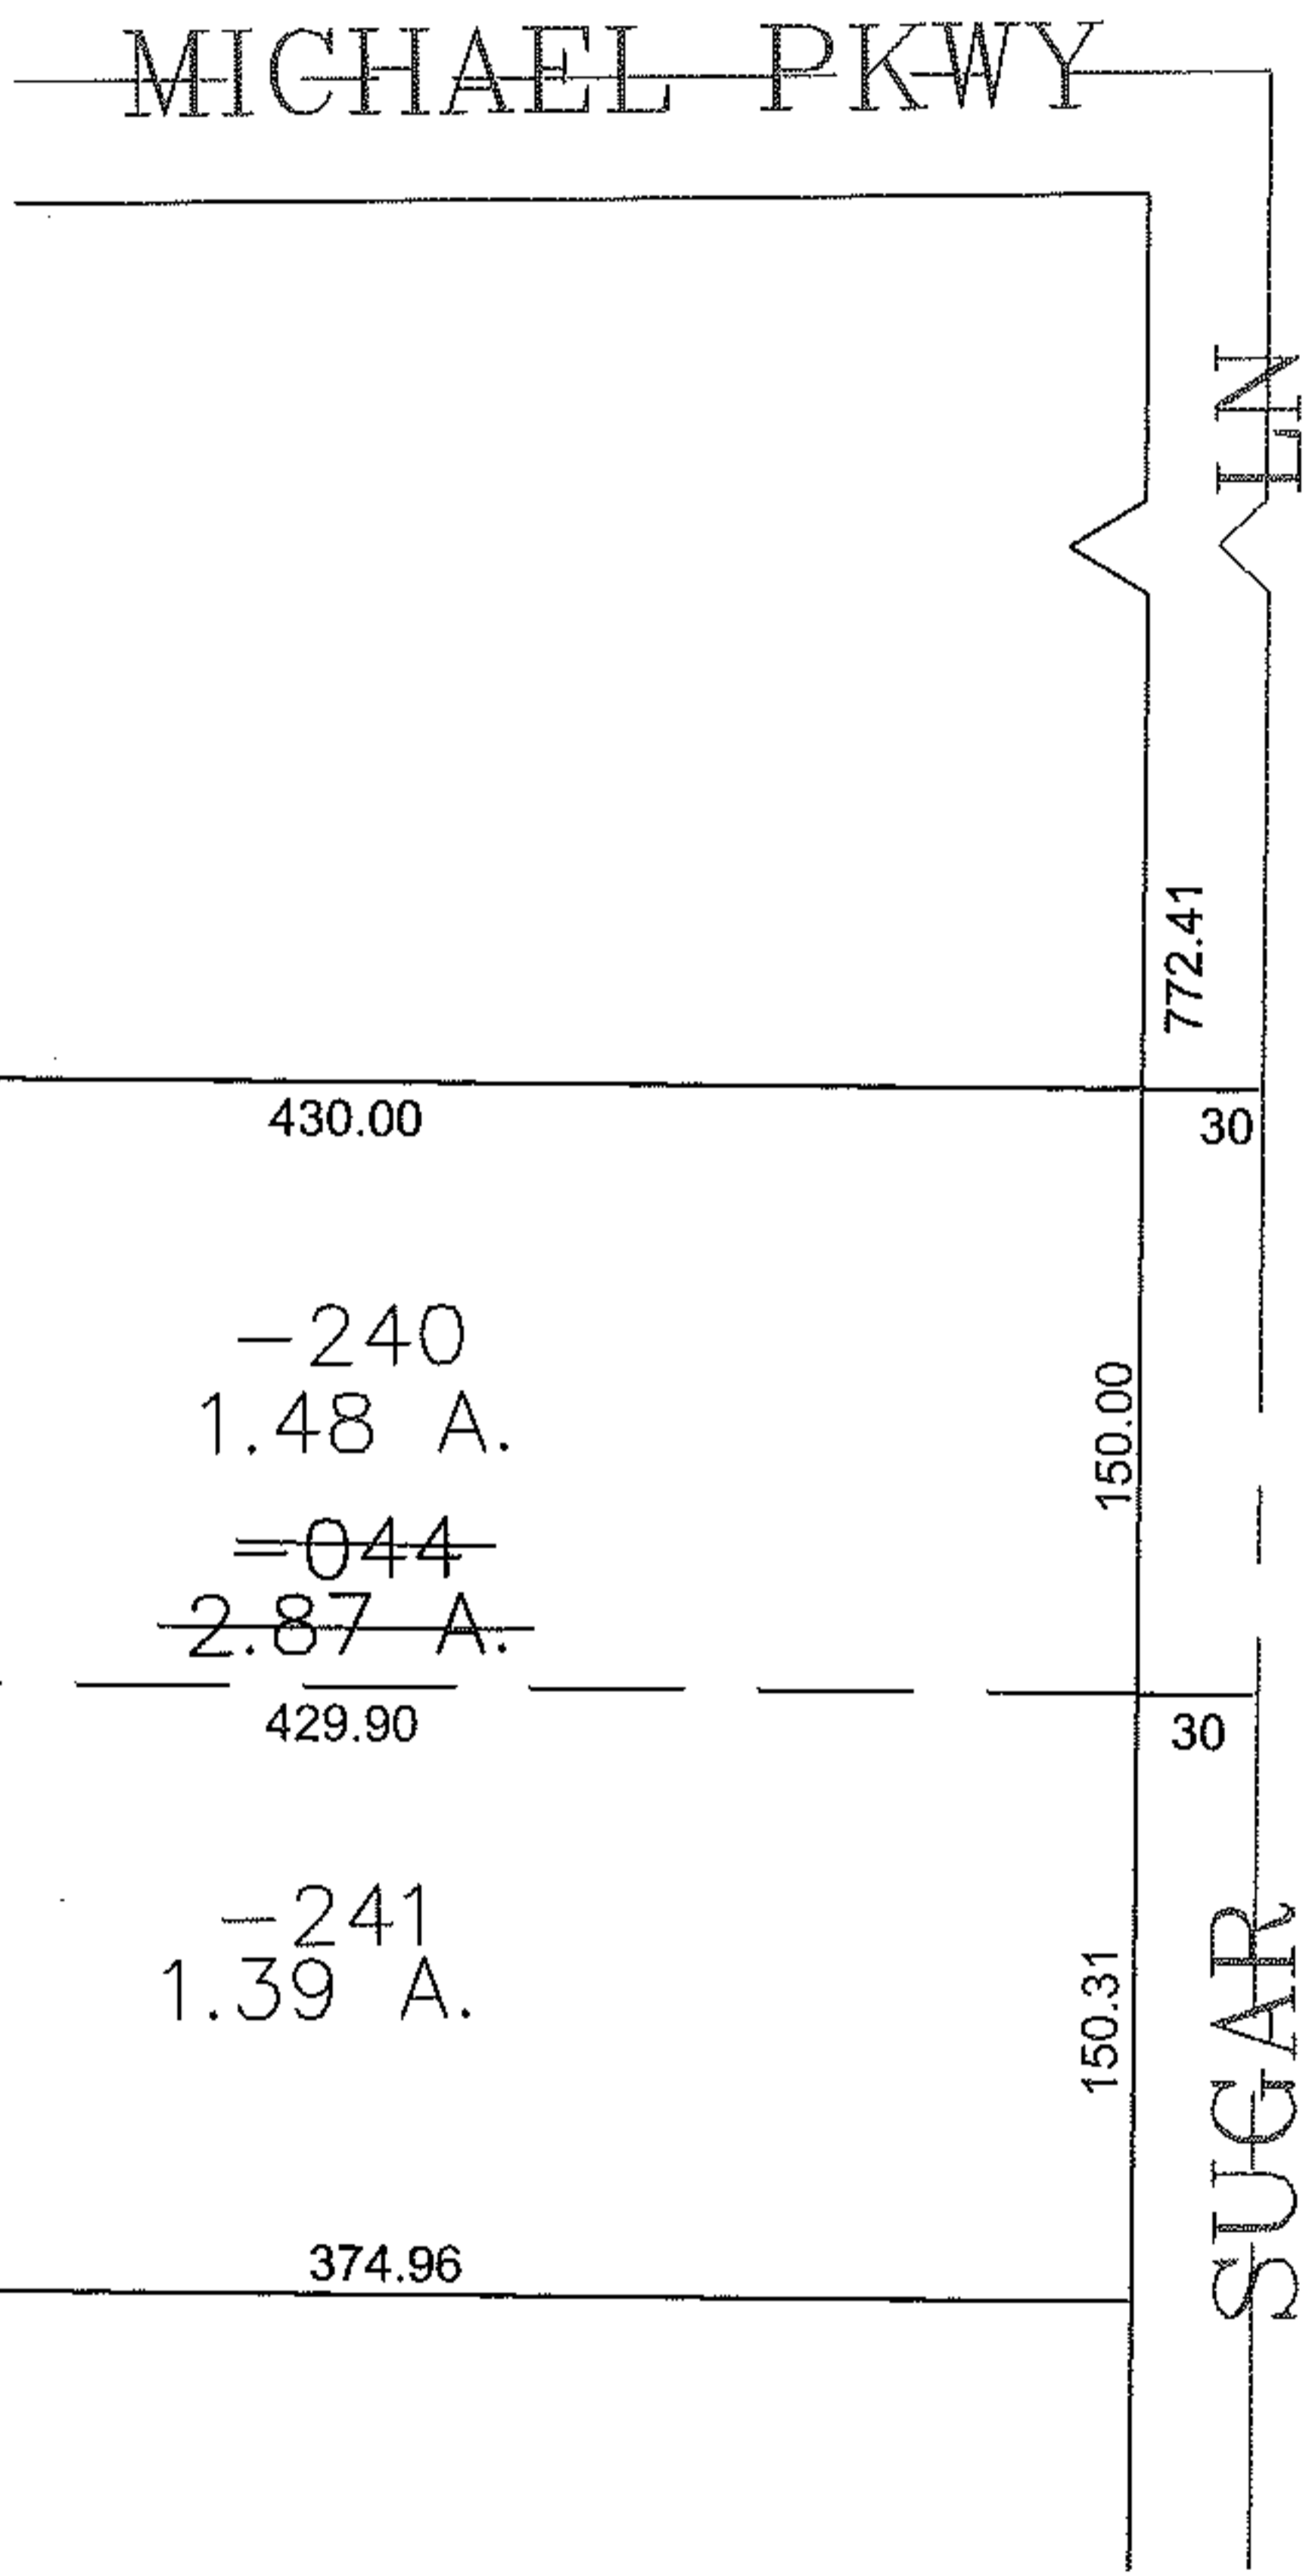 MICHAEL PKWY
LN
772.41
430.00
30
-240
1.48 A.
150.00
-044
2.87 A.
429.90
30
-241
1.39 A.
150.31
SUGAR
374.96